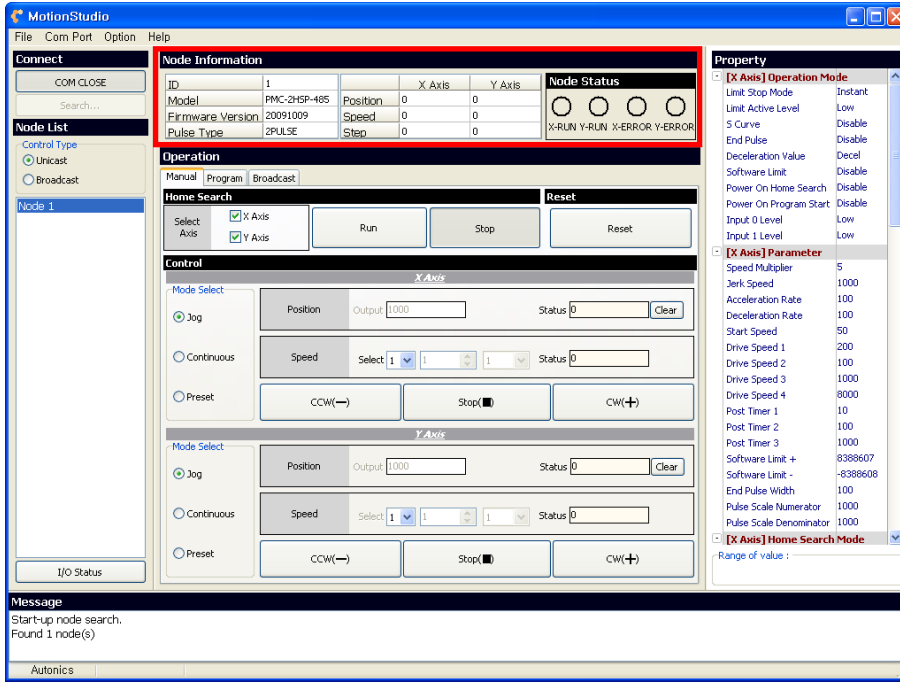 MotionStudio
File Com Port Option Help
Connect
COM CLOSE
Search...
Node List
Control Type
Unicast
Broadcast
Node 1
I/O Status
Node Information
ID 1
Model PMC-2HSP-485
Firmware Version 20091009
Pulse Type 2PULSE
X Axis Y Axis
Position 0 0
Speed 0 0
Step 0 0
Node Status
X-RUN Y-RUN X-ERROR Y-ERROR
Operation
Manual Program Broadcast
Home Search
Select Axis
X Axis
Y Axis
Run
Stop
Reset
Reset
Control
X Axis
Mode Select
Jog
Continuous
Preset
Position Output 1000 Status 0 Clear
Speed Select 1 1 1 Status 0
CCW(—) Stop(■) CW(+)
Y Axis
Mode Select
Jog
Continuous
Preset
Position Output 1000 Status 0 Clear
Speed Select 1 1 1 Status 0
CCW(—) Stop(■) CW(+)
Property
[X Axis] Operation Mode
Limit Stop Mode Instant
Limit Active Level Low
S Curve Disable
End Pulse Disable
Deceleration Value Decel
Software Limit Disable
Power On Home Search Disable
Power On Program Start Disable
Input 0 Level Low
Input 1 Level Low
[X Axis] Parameter
Speed Multiplier 5
Jerk Speed 1000
Acceleration Rate 100
Deceleration Rate 100
Start Speed 50
Drive Speed 1 200
Drive Speed 2 100
Drive Speed 3 1000
Drive Speed 4 8000
Post Timer 1 10
Post Timer 2 100
Post Timer 3 1000
Software Limit + 8388607
Software Limit - -8388608
End Pulse Width 100
Pulse Scale Numerator 1000
Pulse Scale Denominator 1000
[X Axis] Home Search Mode
Range of value :
Message
Start-up node search.
Found 1 node(s)
Autonics